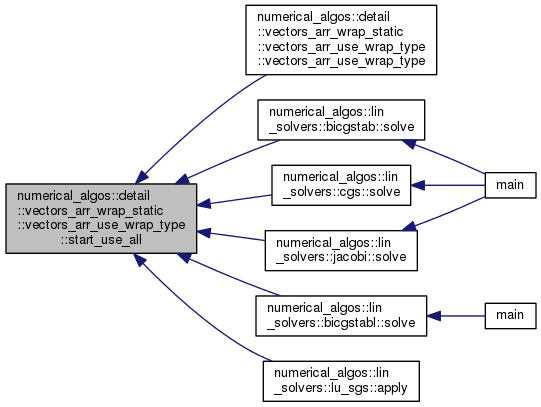 numerical_algos::detail
::vectors_arr_wrap_static
::vectors_arr_use_wrap_type
::vectors_arr_use_wrap_type
numerical_algos::lin
_solvers::bicgstab::solve
numerical_algos::lin
_solvers::cgs::solve
main
numerical_algos::detail
::vectors_arr_wrap_static
::vectors_arr_use_wrap_type
::start_use_all
numerical_algos::lin
_solvers::jacobi::solve
numerical_algos::lin
_solvers::bicgstabl::solve
main
numerical_algos::lin
_solvers::lu_sgs::apply